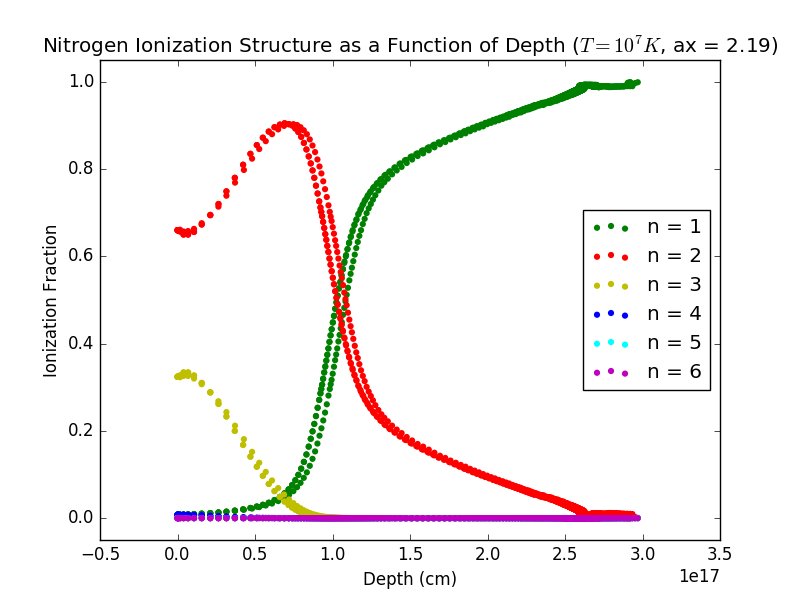 Nitrogen Ionization Structure as a Function of Depth (T = 10^7 K, ax = 2.19)
Ionization Fraction
1.0
0.8
0.6
0.4
0.2
0.0
n = 1
n = 2
n = 3
n = 4
n = 5
n = 6
−0.5 0.0 0.5 1.0 1.5 2.0 2.5 3.0 3.5
1e17
Depth (cm)